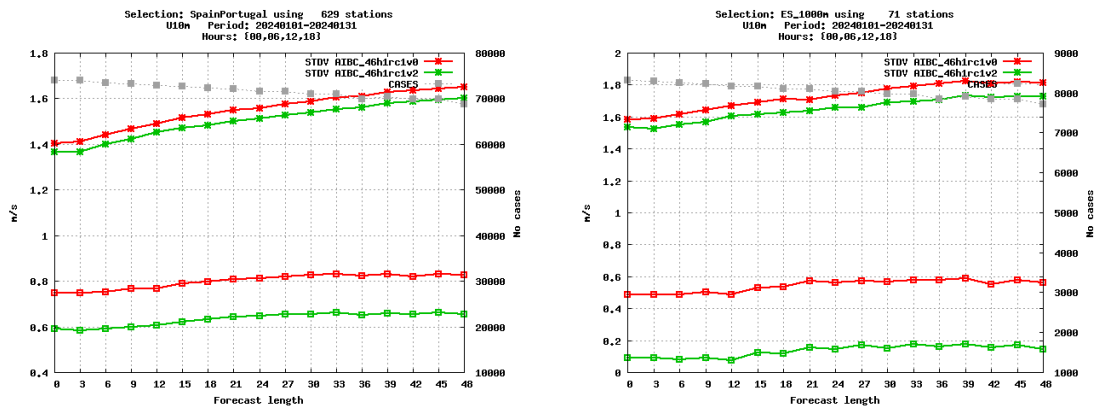 Selection: SpainPortugal using   629 stations
U10m   Period: 20240101-20240131
Hours: {00,06,12,18}
STDV AIBC_46h1rc1v0
STDV AIBC_46h1rc1v2
CASES
1.8
1.6
1.4
1.2
1
0.8
0.6
0.4
m/s
80000
70000
60000
50000
40000
30000
20000
10000
No cases
0 3 6 9 12 15 18 21 24 27 30 33 36 39 42 45 48
Forecast length
Selection: ES_1000m using    71 stations
U10m   Period: 20240101-20240131
Hours: {00,06,12,18}
STDV AIBC_46h1rc1v0
STDV AIBC_46h1rc1v2
CASES
2
1.8
1.6
1.4
1.2
1
0.8
0.6
0.4
0.2
0
m/s
9000
8000
7000
6000
5000
4000
3000
2000
1000
No cases
0 3 6 9 12 15 18 21 24 27 30 33 36 39 42 45 48
Forecast length